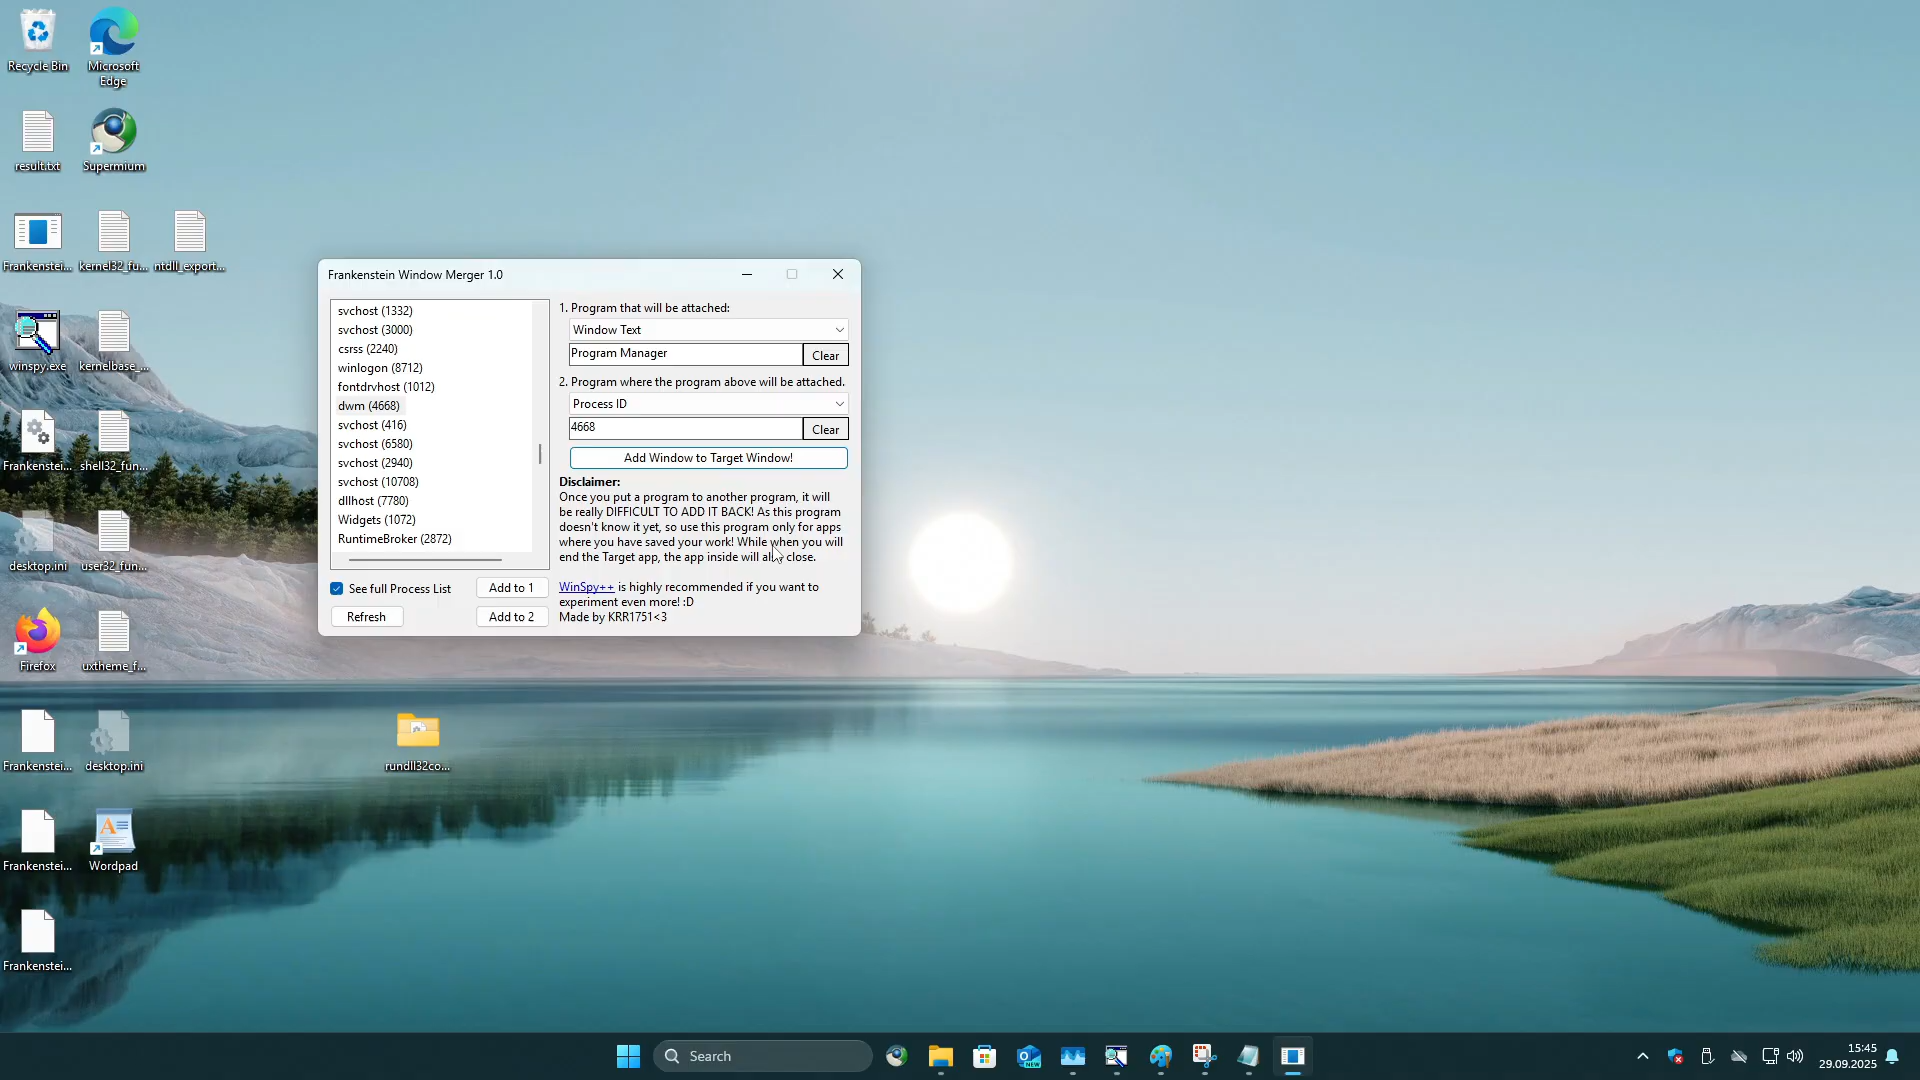 Recycle Bin
Microsoft
Edge
result.txt
Supermium
Frankenstei...
kernel32_fu...
ntdll_export...
winspy.exe
kernelbase_...
Frankenstei...
shell32_fun...
desktop.ini
user32_fun...
Firefox
uxtheme_f...
Frankenstei...
desktop.ini
Frankenstei...
Wordpad
Frankenstei...
rundll32co...
Frankenstein Window Merger 1.0
svchost (1332)
svchost (3000)
csrss (2240)
winlogon (8712)
fontdrvhost (1012)
dwm (4668)
svchost (416)
svchost (6580)
svchost (2940)
svchost (10708)
dllhost (7780)
Widgets (1072)
RuntimeBroker (2872)
See full Process List
Add to 1
Refresh
Add to 2
1. Program that will be attached:
Window Text
Program Manager
Clear
2. Program where the program above will be attached.
Process ID
4668
Clear
Add Window to Target Window!
Disclaimer:
Once you put a program to another program, it will
be really DIFFICULT TO ADD IT BACK! As this program
doesn't know it yet, so use this program only for apps
where you have saved your work! While when you will
end the Target app, the app inside will also close.
WinSpy++ is highly recommended if you want to
experiment even more! :D
Made by KRR1751<3
Search
NEW
15:45
29.09.2025